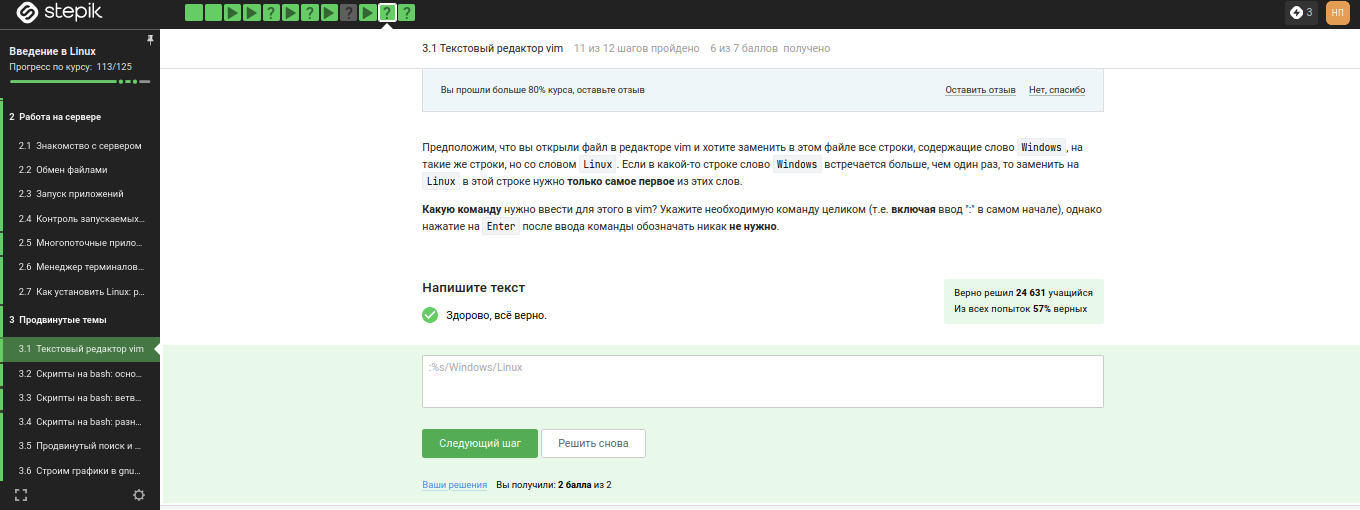 stepik
? ? ? ? ?
3
НП
Введение в Linux
Прогресс по курсу: 113/125
2 Работа на сервере
2.1 Знакомство с сервером
2.2 Обмен файлами
2.3 Запуск приложений
2.4 Контроль запускаемых...
2.5 Многопоточные прило...
2.6 Менеджер терминалов...
2.7 Как установить Linux: р...
3 Продвинутые темы
3.1 Текстовый редактор vim
3.2 Скрипты на bash: осно...
3.3 Скрипты на bash: ветв...
3.4 Скрипты на bash: разн...
3.5 Продвинутый поиск и ...
3.6 Строим графики в gnu...
3.1 Текстовый редактор vim 11 из 12 шагов пройдено 6 из 7 баллов получено
Вы прошли больше 80% курса, оставьте отзыв Оставить отзыв Нет, спасибо
Предположим, что вы открыли файл в редакторе vim и хотите заменить в этом файле все строки, содержащие слово Windows, на
такие же строки, но со словом Linux. Если в какой-то строке слово Windows встречается больше, чем один раз, то заменить на
Linux в этой строке нужно только самое первое из этих слов.
Какую команду нужно ввести для этого в vim? Укажите необходимую команду целиком (т.е. включая ввод ":" в самом начале), однако
нажатие на Enter после ввода команды обозначать никак не нужно.
Напишите текст
Здорово, всё верно.
Верно решил 24 631 учащийся
Из всех попыток 57% верных
:%s/Windows/Linux
Следующий шаг Решить снова
Ваши решения Вы получили: 2 балла из 2